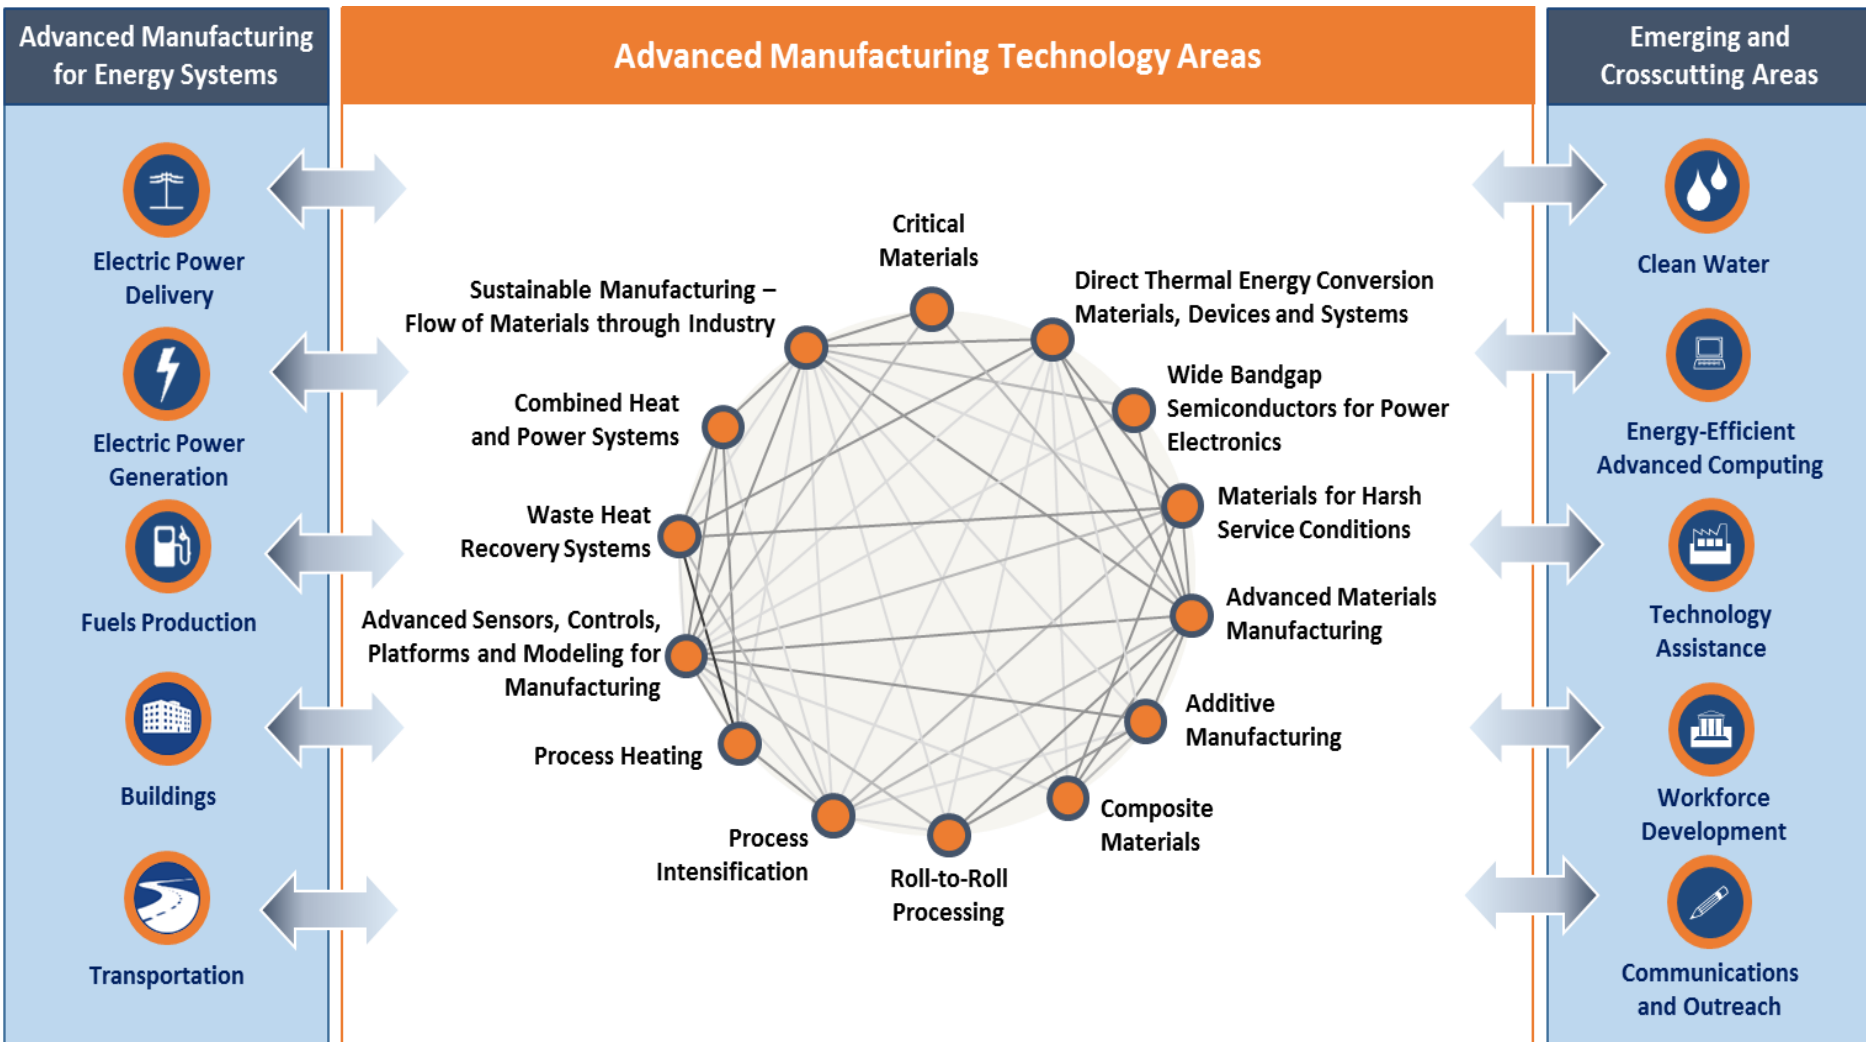 Advanced Manufacturing
for Energy Systems
Electric Power
Delivery
Electric Power
Generation
Fuels Production
Buildings
Transportation
Advanced Manufacturing Technology Areas
Critical
Materials
Direct Thermal Energy Conversion
Materials, Devices and Systems
Wide Bandgap
Semiconductors for Power
Electronics
Materials for Harsh
Service Conditions
Advanced Materials
Manufacturing
Additive
Manufacturing
Composite
Materials
Roll-to-Roll
Processing
Process
Intensification
Process Heating
Advanced Sensors, Controls,
Platforms and Modeling for
Manufacturing
Waste Heat
Recovery Systems
Combined Heat
and Power Systems
Sustainable Manufacturing –
Flow of Materials through Industry
Emerging and
Crosscutting Areas
Clean Water
Energy-Efficient
Advanced Computing
Technology
Assistance
Workforce
Development
Communications
and Outreach